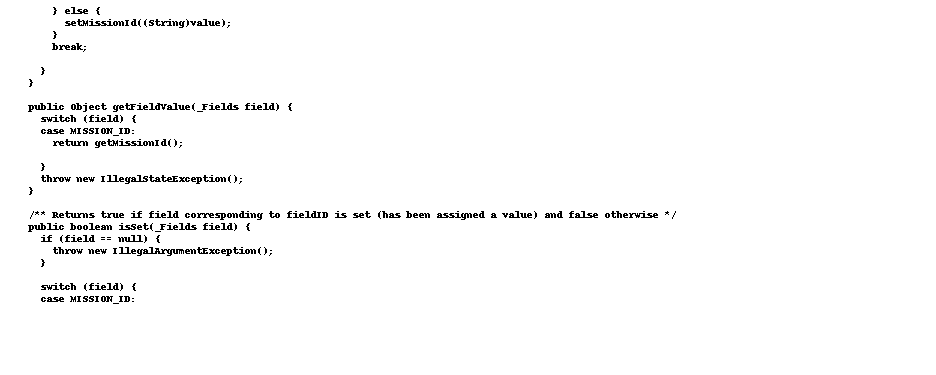 } else {
setMissionId((String)value);
}
break;
}
}
public Object getFieldValue(_Fields field) {
switch (field) {
case MISSION_ID:
return getMissionId();
}
throw new IllegalStateException();
}
/** Returns true if field corresponding to fieldID is set (has been assigned a value) and false otherwise */
public boolean isSet(_Fields field) {
if (field == null) {
throw new IllegalArgumentException();
}
switch (field) {
case MISSION_ID: